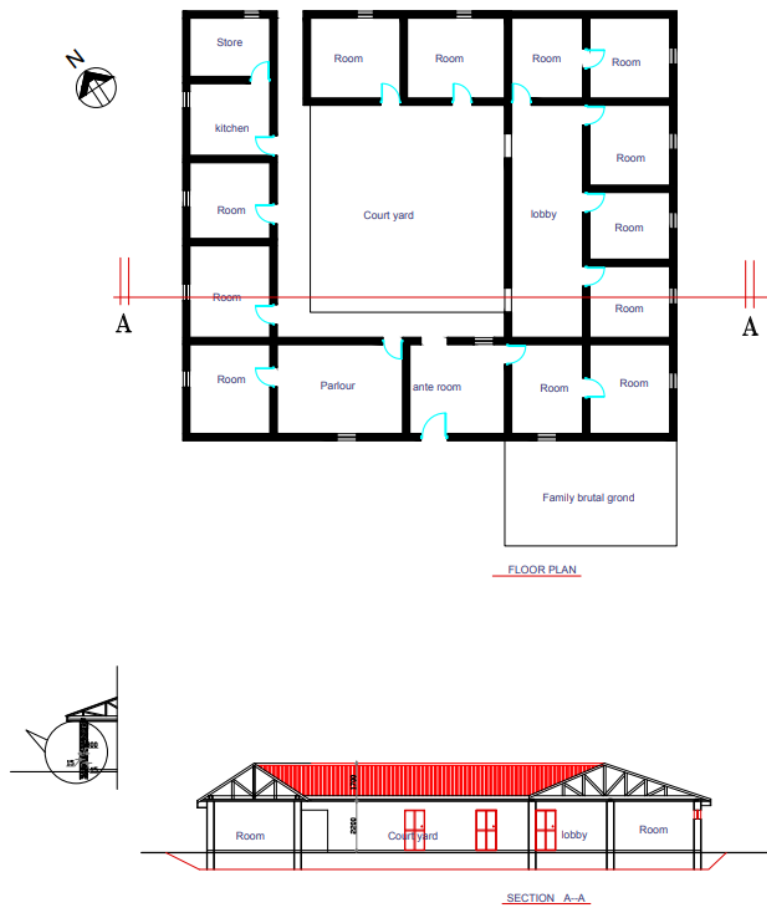 N
Store
Room
Room
Room
Room
kitchen
Room
Room
Court yard
lobby
Room
Room
Room
A
A
Room
Parlour
ante room
Room
Room
Family brutal grond
FLOOR PLAN
Room
Court yard
lobby
Room
SECTION A--A